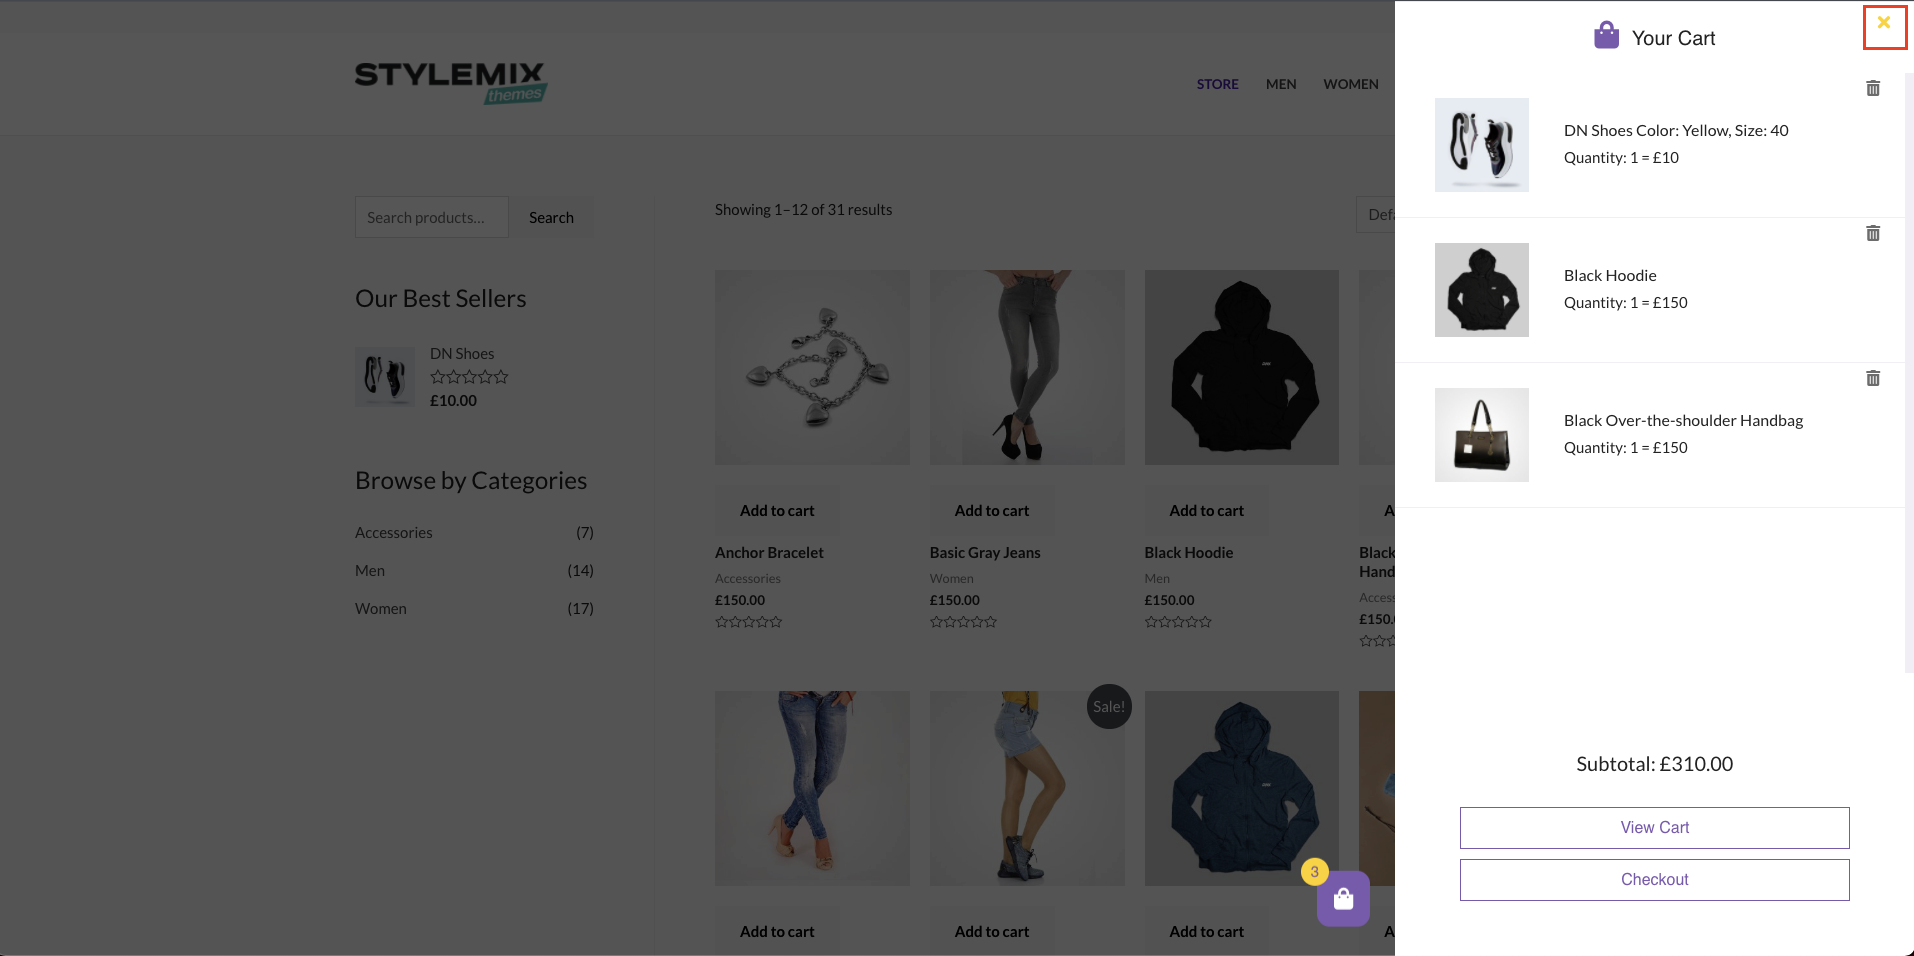 STYLEMIX
themes
STORE MEN WOMEN
Search products... Search
Our Best Sellers
DN Shoes
£10.00
Browse by Categories
Accessories (7)
Men (14)
Women (17)
Showing 1–12 of 31 results
Defa
Add to cart
Anchor Bracelet
Accessories
£150.00
Add to cart
Basic Gray Jeans
Women
£150.00
Add to cart
Black Hoodie
Men
£150.00
A
Black
Hand
Acces
£150.
Sale!
Add to cart
Add to cart
Add to cart
A
3
Your Cart
DN Shoes Color: Yellow, Size: 40
Quantity: 1 = £10
Black Hoodie
Quantity: 1 = £150
Black Over-the-shoulder Handbag
Quantity: 1 = £150
Subtotal: £310.00
View Cart
Checkout